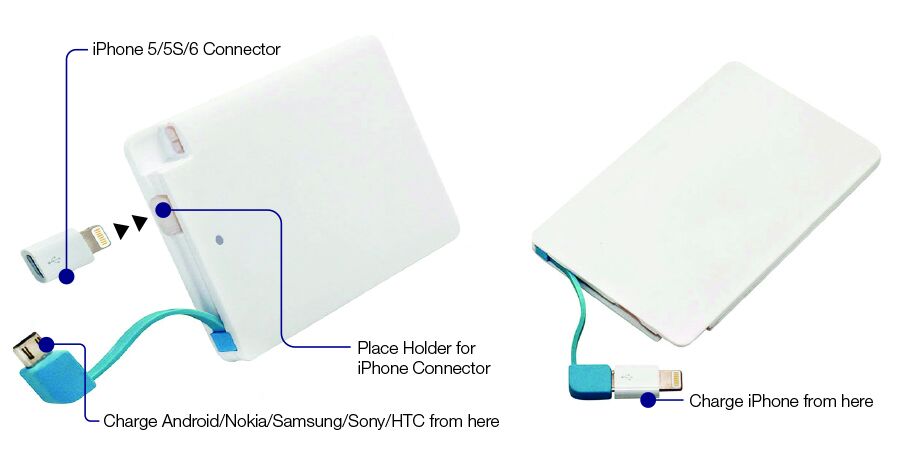 iPhone 5/5S/6 Connector
Place Holder for
iPhone Connector
Charge Android/Nokia/Samsung/Sony/HTC from here
Charge iPhone from here